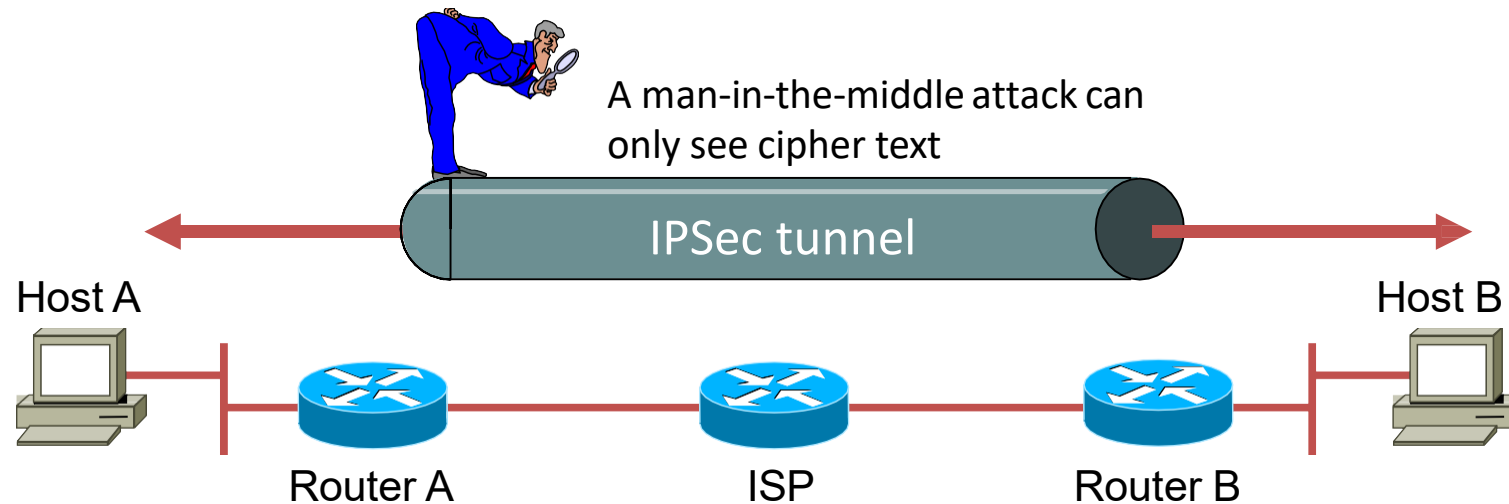 A man-in-the-middle attack can
only see cipher text
IPSec tunnel
Host A
Host B
Router A
ISP
Router B